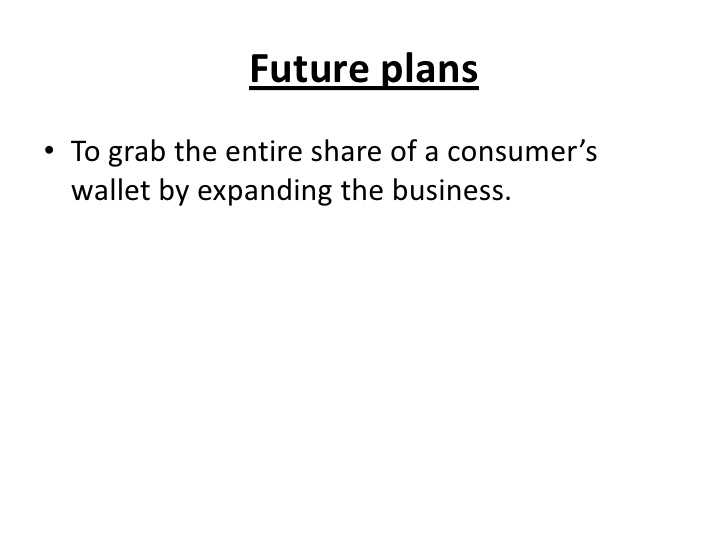 Future plans
• To grab the entire share of a consumer’s
wallet by expanding the business.